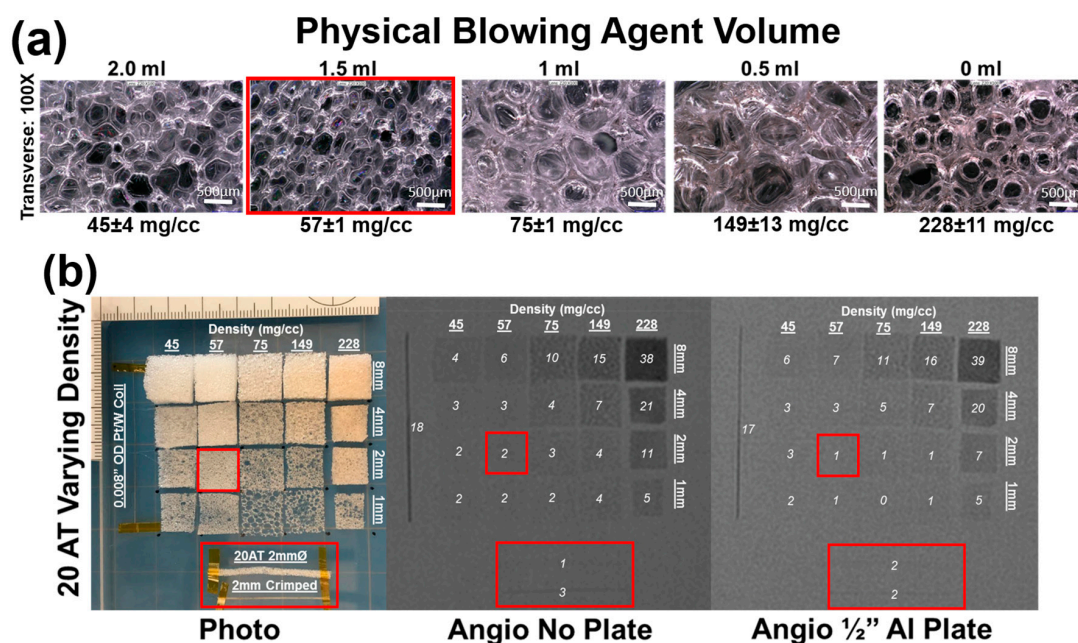 (a)
Physical Blowing Agent Volume
2.0 ml 1.5 ml 1 ml 0.5 ml 0 ml
Transverse: 100X
500µm 500µm 500µm 500µm 500µm
45±4 mg/cc 57±1 mg/cc 75±1 mg/cc 149±13 mg/cc 228±11 mg/cc
(b)
20 AT Varying Density
Density (mg/cc)
45 57 75 149 228
8mm
4mm
2mm
1mm
0.008" OD Pt/W Coil
20AT 2mmØ
2mm Crimped
Photo
Density (mg/cc)
45 57 75 149 228
4 6 10 15 38 8mm
3 3 4 7 21 4mm
18
2 2 3 4 11 2mm
2 2 2 4 5 1mm
1
3
Angio No Plate
Density (mg/cc)
45 57 75 149 228
6 7 11 16 39 8mm
3 3 5 7 20 4mm
17
3 1 1 1 7 2mm
2 1 0 1 5 1mm
2
2
Angio ½" Al Plate